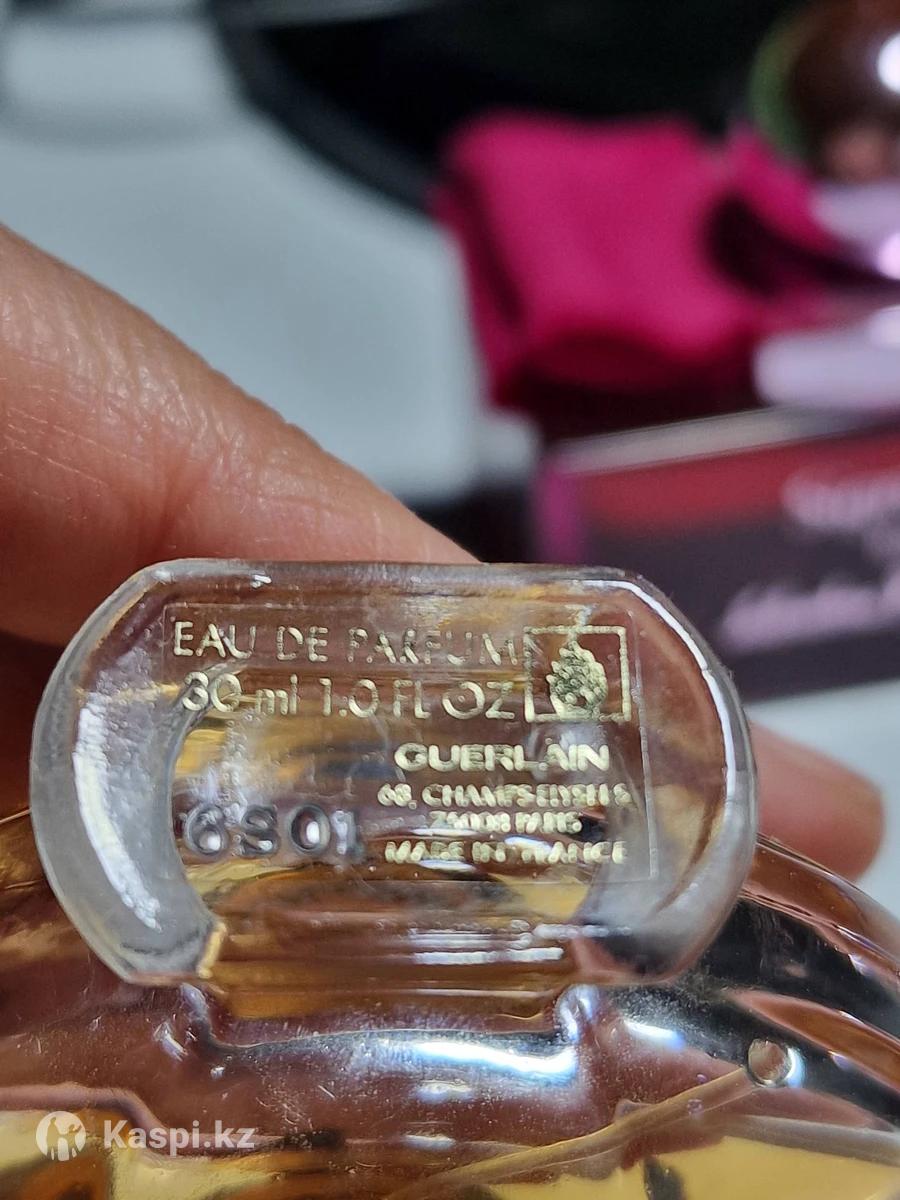 EAU DE PARFUM
30 ml 1.0 FL OZ
GUERLAIN
68, CHAMPS ELYSEES
75008 PARIS
MADE IN FRANCE
6S01
Kaspi.kz